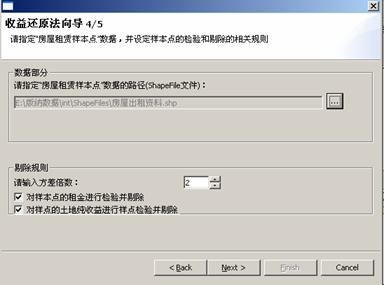 收益还原法向导 4/5
请指定"房屋租赁样本点"数据，并设定样本点的检验和剔除的相关规则
数据部分
请指定"房屋租赁样本点"数据的路径(ShapeFile文件)：
E:\版纳数据\int\ShapeFiles\房屋出租资料.shp
...
剔除规则
请输入方差倍数： 2
对样本点的租金进行检验并剔除
对样点的土地纯收益进行样点检验并剔除
< Back Next > Finish Cancel